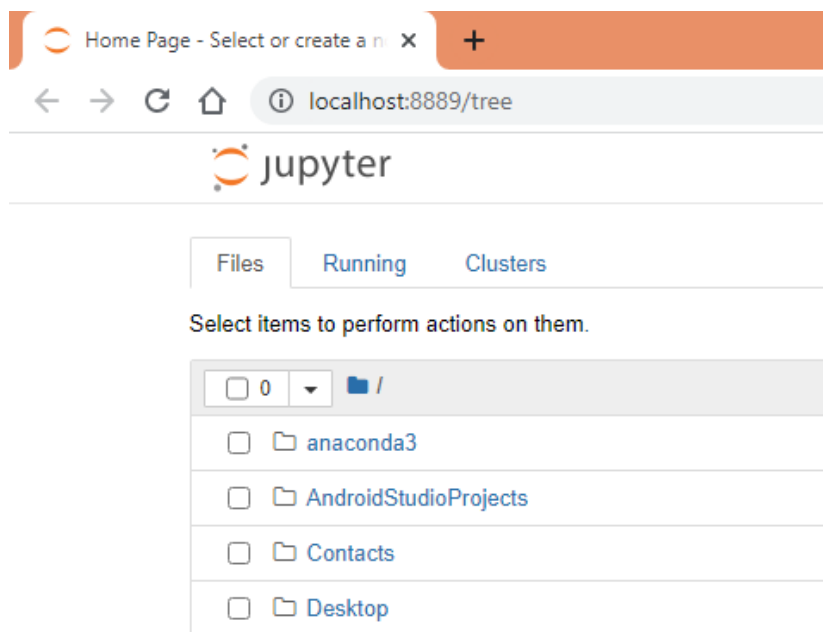 Home Page - Select or create a n
localhost:8889/tree
jupyter
Files Running Clusters
Select items to perform actions on them.
0 /
anaconda3
AndroidStudioProjects
Contacts
Desktop